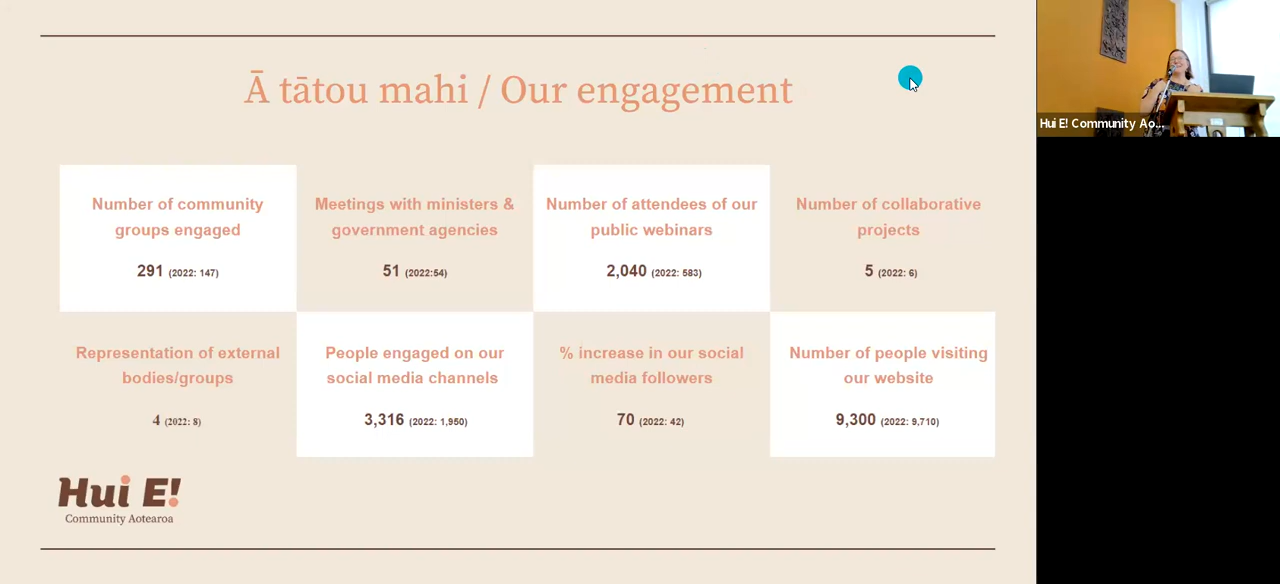 Ā tātou mahi / Our engagement
Number of community
groups engaged
291 (2022: 147)
Meetings with ministers &
government agencies
51 (2022:54)
Number of attendees of our
public webinars
2,040 (2022: 583)
Number of collaborative
projects
5 (2022: 6)
Representation of external
bodies/groups
4 (2022: 8)
People engaged on our
social media channels
3,316 (2022: 1,950)
% increase in our social
media followers
70 (2022: 42)
Number of people visiting
our website
9,300 (2022: 9,710)
Hui E!
Community Aotearoa
Hui E! Community Ao...